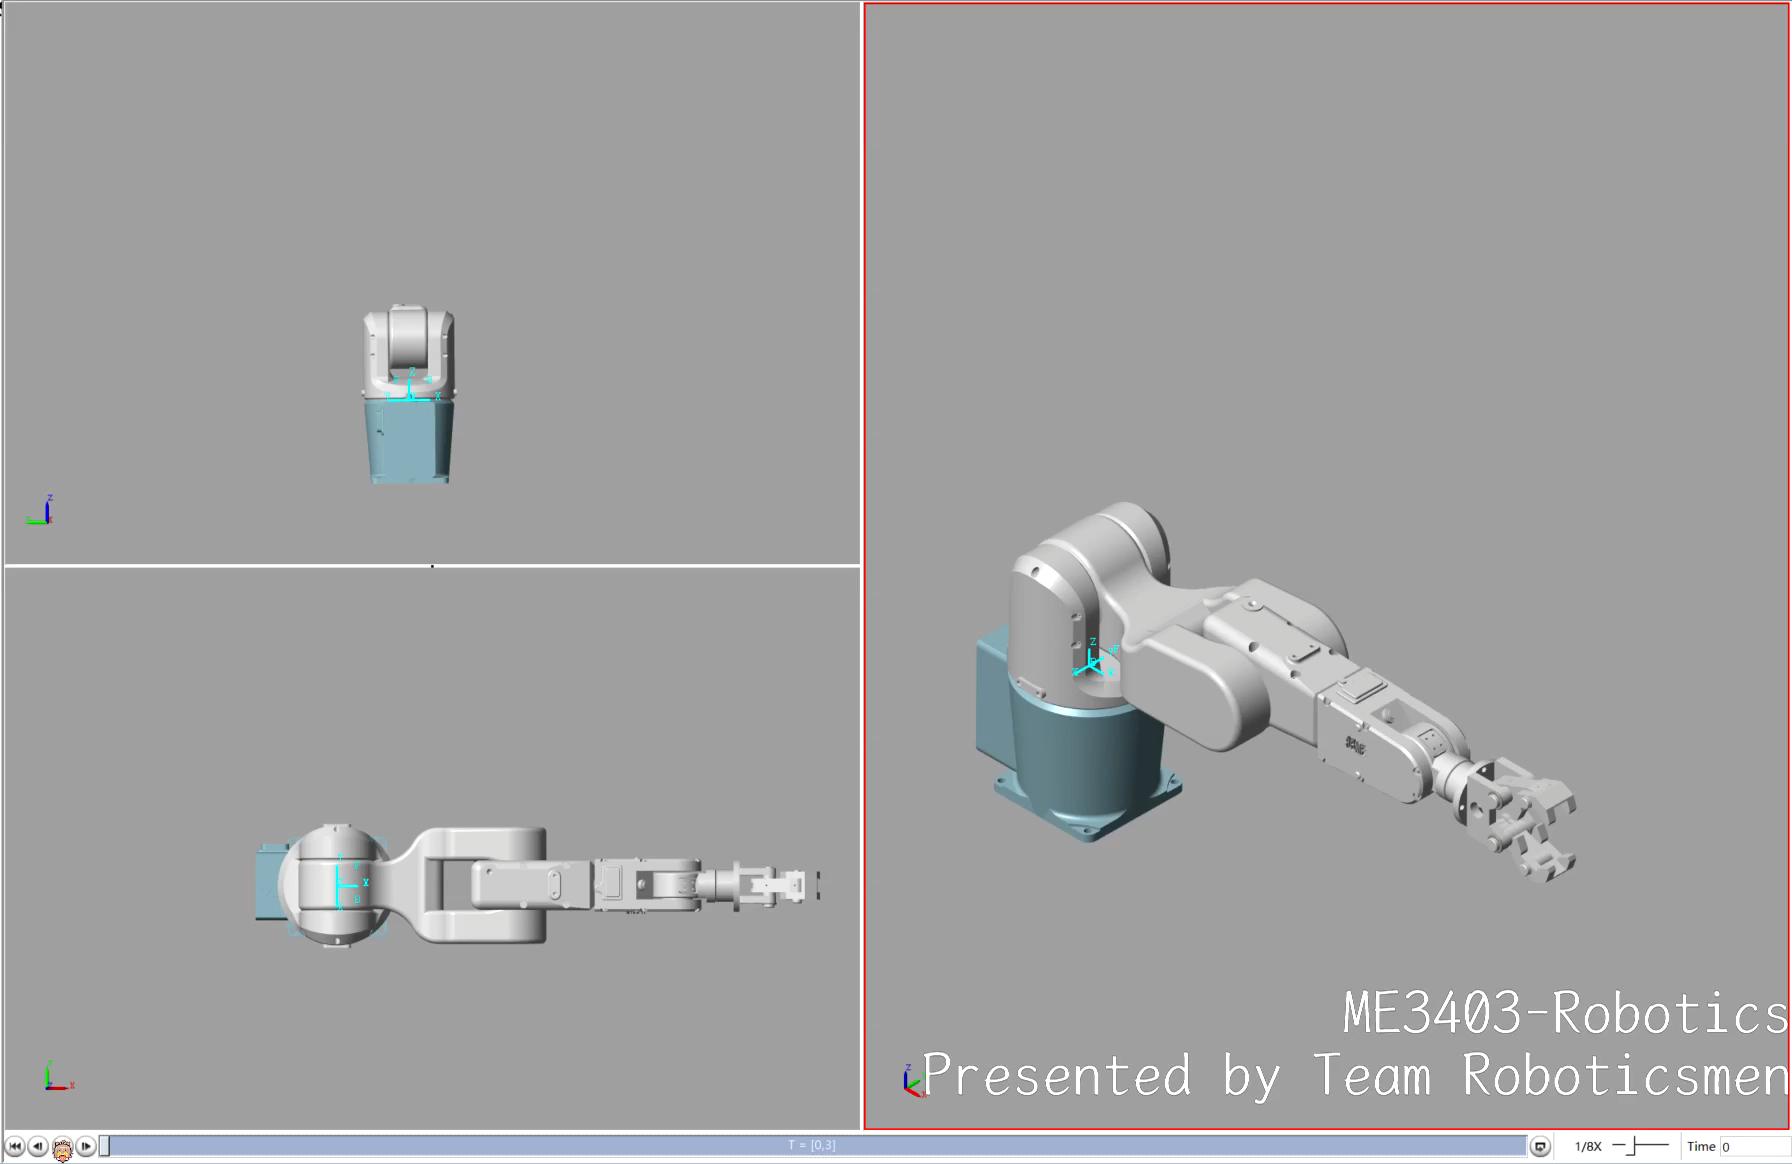 Z
X
Z
X
Z
X
Z
ME3403-Robotics
Presented by Team Roboticsmen
T = [0,3]
1/8X
Time 0